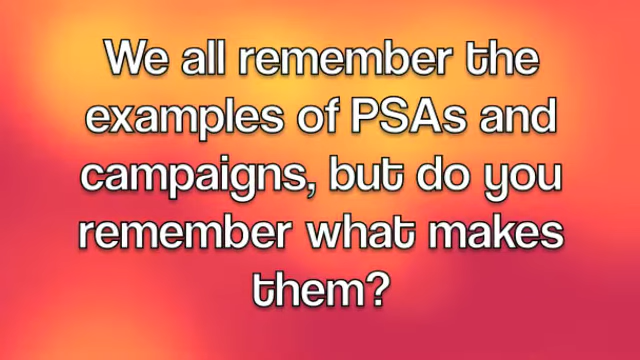 We all remember the
examples of PSAs and
campaigns, but do you
remember what makes
them?